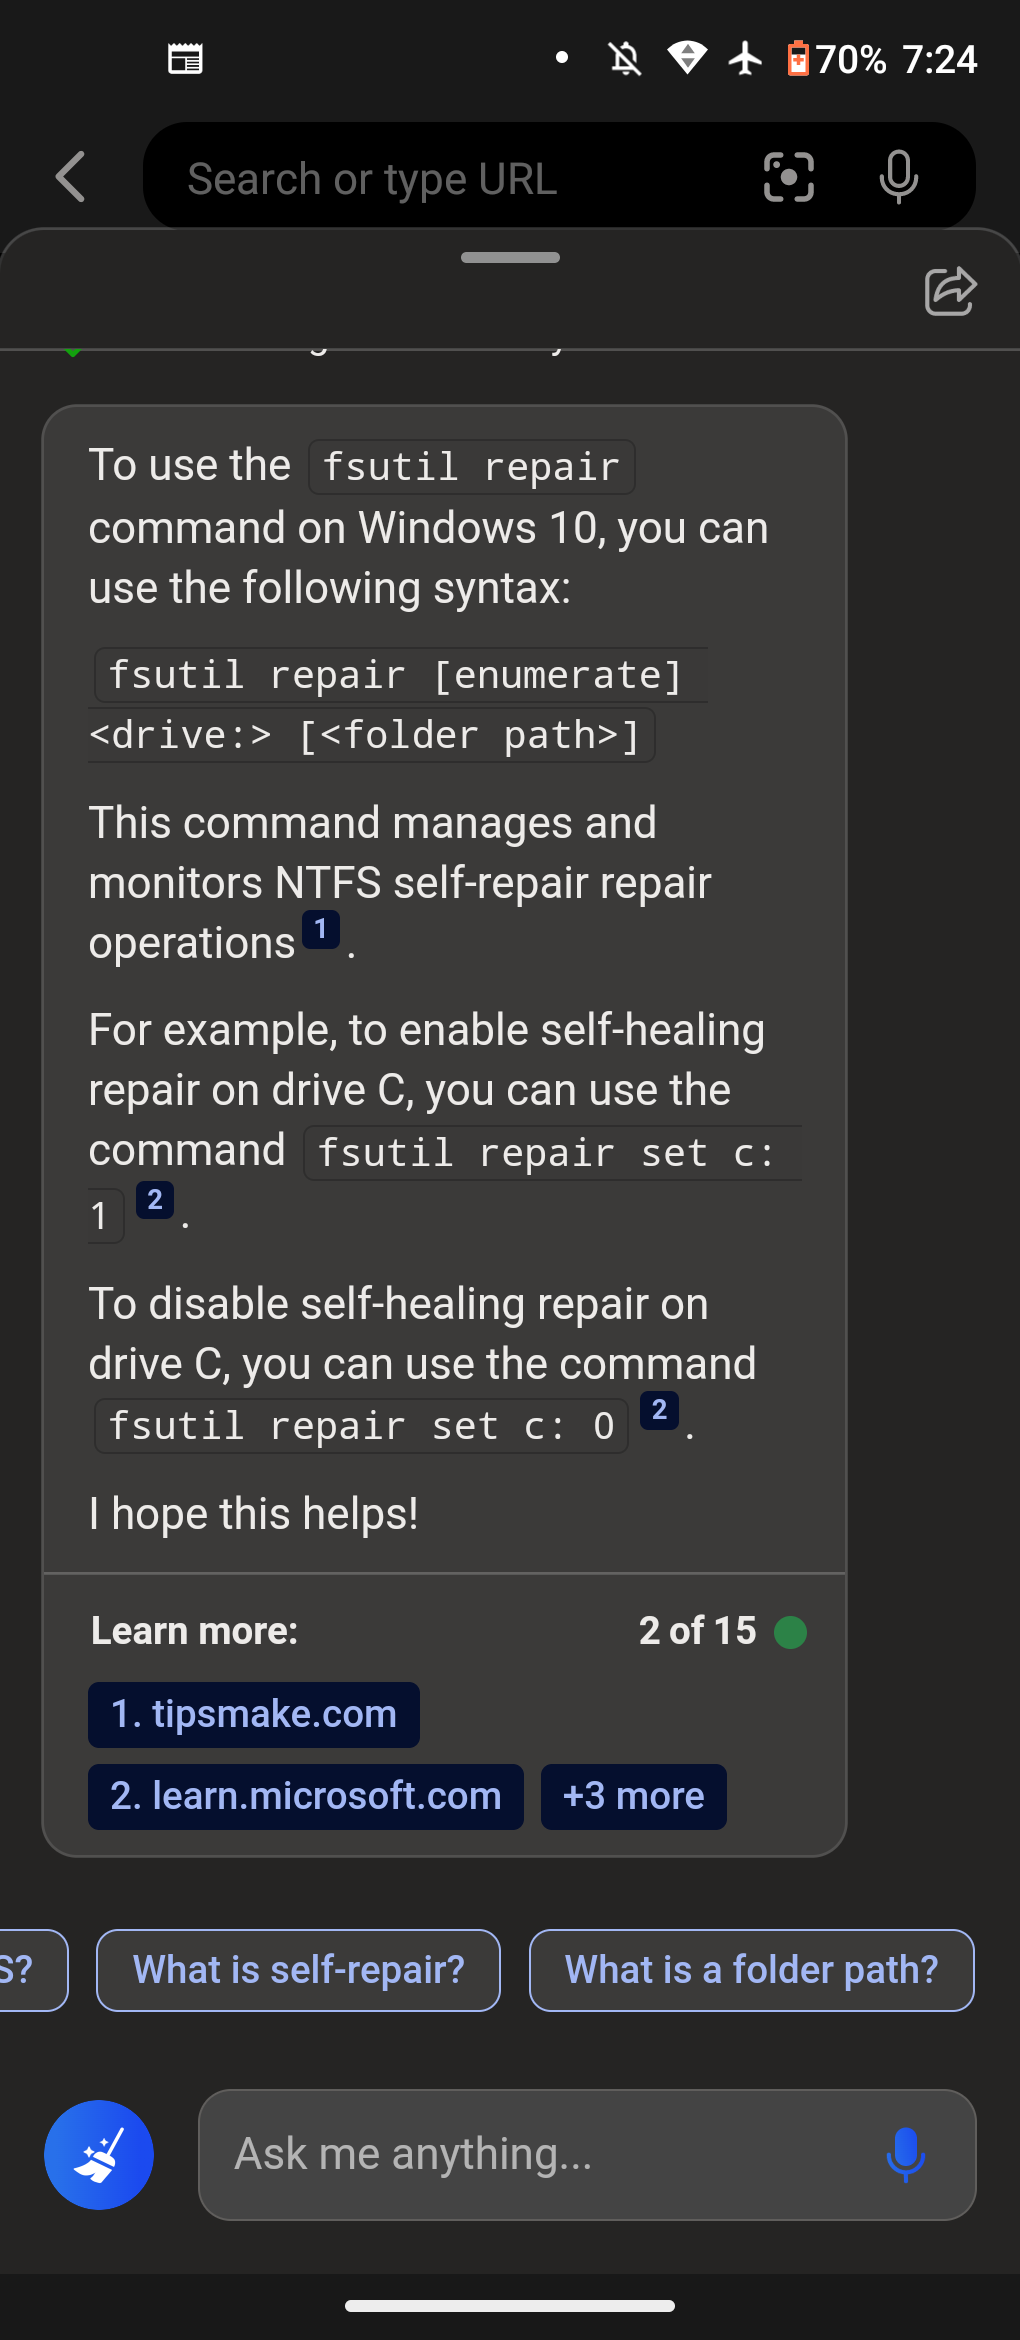 70% 7:24
Search or type URL
To use the fsutil repair
command on Windows 10, you can
use the following syntax:
fsutil repair [enumerate]
<drive:> [<folder path>]
This command manages and
monitors NTFS self-repair repair
operations 1 .
For example, to enable self-healing
repair on drive C, you can use the
command fsutil repair set c:
1 2 .
To disable self-healing repair on
drive C, you can use the command
fsutil repair set c: 0 2 .
I hope this helps!
Learn more: 2 of 15
1. tipsmake.com
2. learn.microsoft.com +3 more
S? What is self-repair? What is a folder path?
Ask me anything...